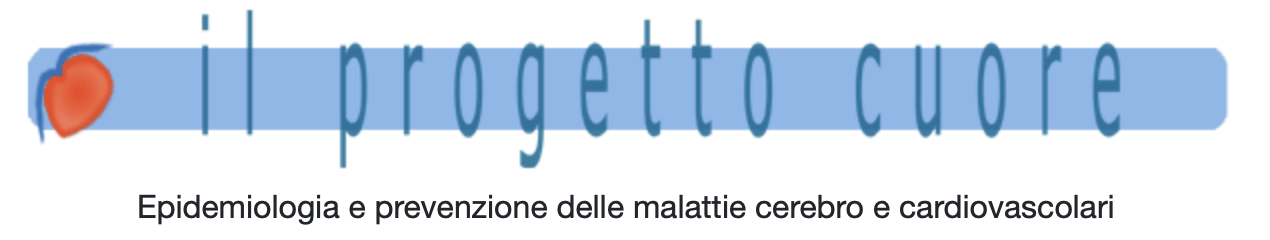 il progetto cuore
Epidemiologia e prevenzione delle malattie cerebro e cardiovascolari